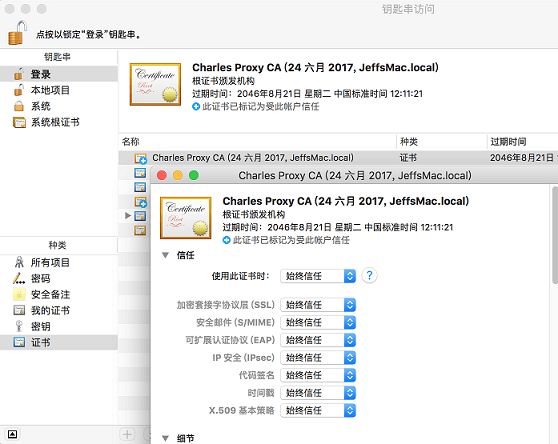 钥匙串访问
点按以锁定“登录”钥匙串。
钥匙串
登录
本地项目
系统
系统根证书
Certificate
Root
Charles Proxy CA (24 六月 2017, JeffsMac.local)
根证书颁发机构
过期时间：2046年8月21日 星期二 中国标准时间 12:11:21
此证书已标记为受此帐户信任
名称 种类 过期时间
Charles Proxy CA (24 六月 2017, JeffsMac.local) 证书 2046年8月21日 1
Charles Proxy CA (24 六月 2017, JeffsMac.local)
Certificate
Root
Charles Proxy CA (24 六月 2017, JeffsMac.local)
根证书颁发机构
过期时间：2046年8月21日 星期二 中国标准时间 12:11:21
此证书已标记为受此帐户信任
信任
使用此证书时： 始终信任 ?
加密套接字协议层 (SSL) 始终信任
安全邮件 (S/MIME) 始终信任
可扩展认证协议 (EAP) 始终信任
IP 安全 (IPsec) 始终信任
代码签名 始终信任
时间戳 始终信任
X.509 基本策略 始终信任
细节
种类
所有项目
密码
安全备注
我的证书
密钥
证书